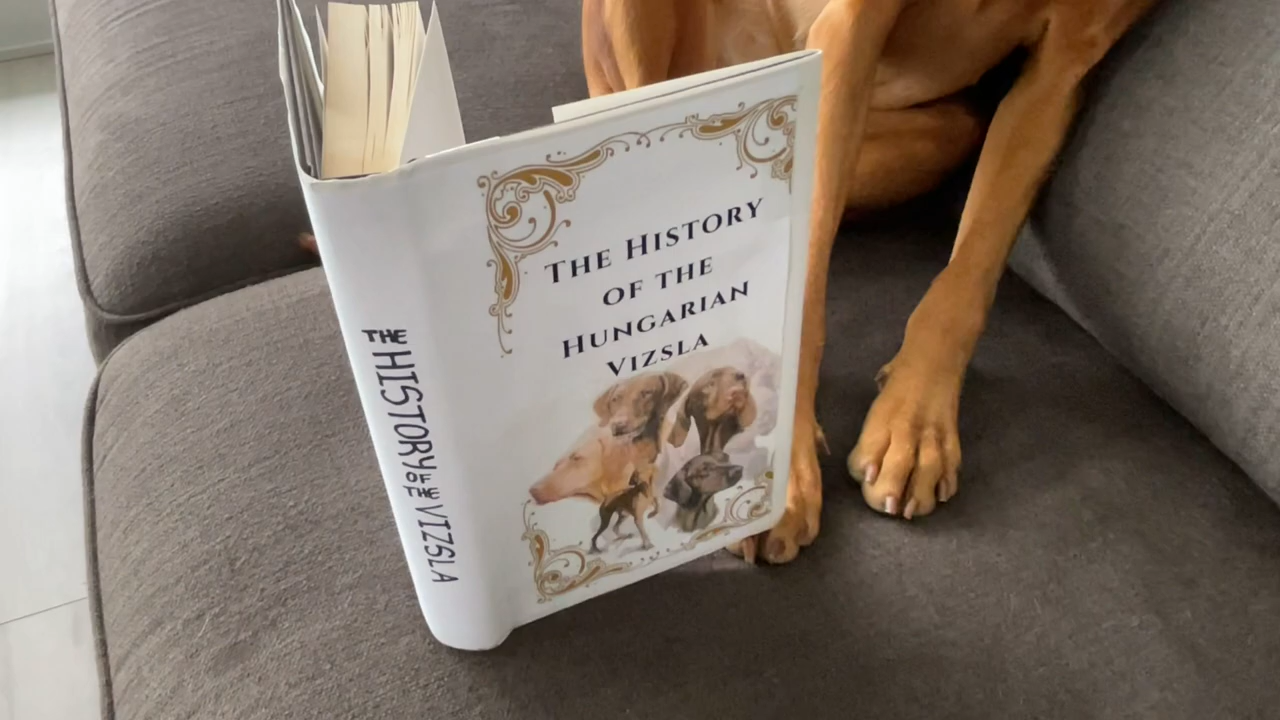 The History
of the
Hungarian
Vizsla
THE HISTORY OF THE VIZSLA